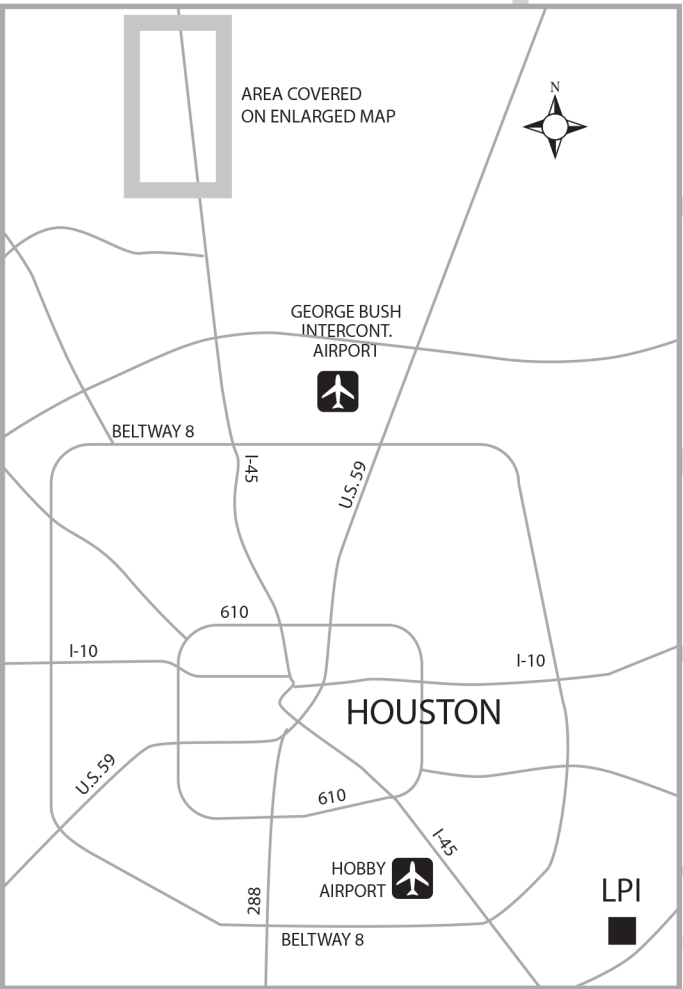 AREA COVERED
ON ENLARGED MAP
N
GEORGE BUSH
INTERCONT.
AIRPORT
BELTWAY 8
I-45
U.S. 59
610
I-10
I-10
HOUSTON
U.S.59
610
I-45
HOBBY
AIRPORT
288
LPI
BELTWAY 8